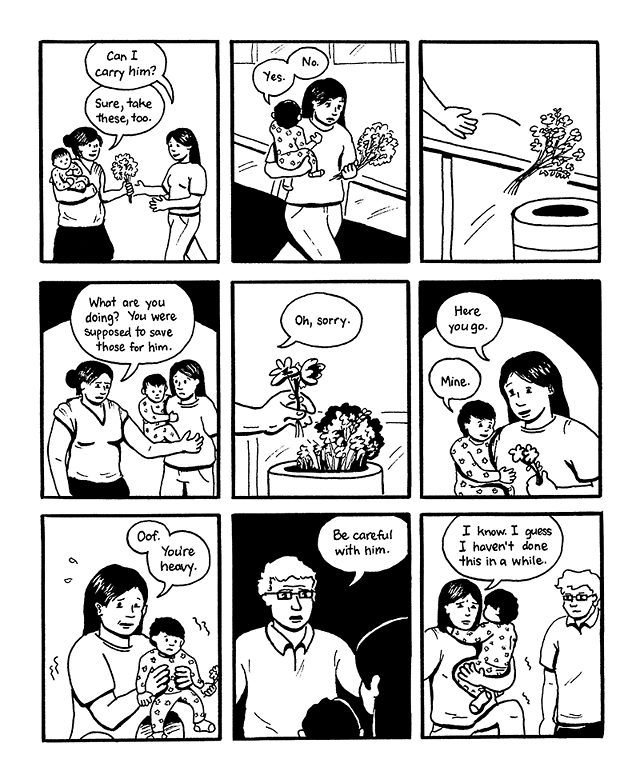 Can I
carry him?
Sure, take
these, too.
No.
Yes.
What are you
doing? You were
supposed to save
those for him.
Oh, sorry.
Here
you go.
Mine.
Oof.
You're
heavy.
Be careful
with him.
I know. I guess
I haven't done
this in a while.